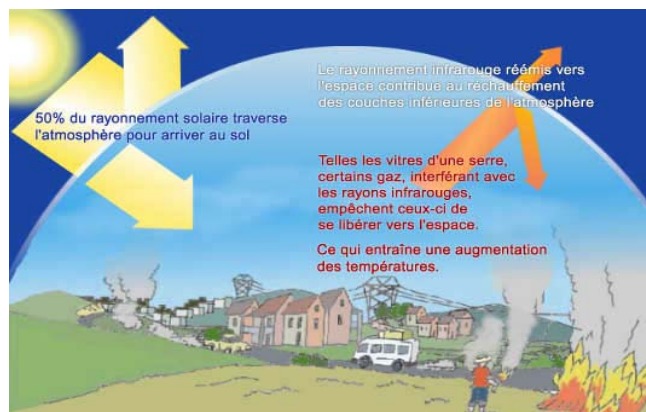 Le rayonnement infrarouge réémis vers
l'espace contribue au réchauffement
des couches inférieures de l'atmosphère
50% du rayonnement solaire traverse
l'atmosphère pour arriver au sol
Telles les vitres d'une serre,
certains gaz, interférant avec
les rayons infrarouges,
empêchent ceux-ci de
se libérer vers l'espace.
Ce qui entraîne une augmentation
des températures.